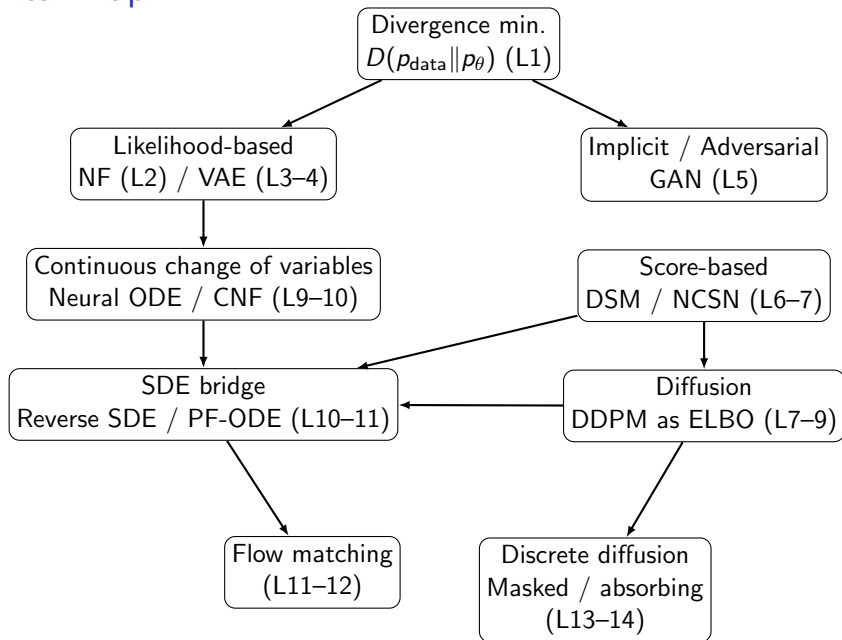 Divergence min.
D(p_data‖p_θ) (L1)
Likelihood-based
NF (L2) / VAE (L3–4)
Implicit / Adversarial
GAN (L5)
Continuous change of variables
Neural ODE / CNF (L9–10)
Score-based
DSM / NCSN (L6–7)
SDE bridge
Reverse SDE / PF-ODE (L10–11)
Diffusion
DDPM as ELBO (L7–9)
Flow matching
(L11–12)
Discrete diffusion
Masked / absorbing
(L13–14)